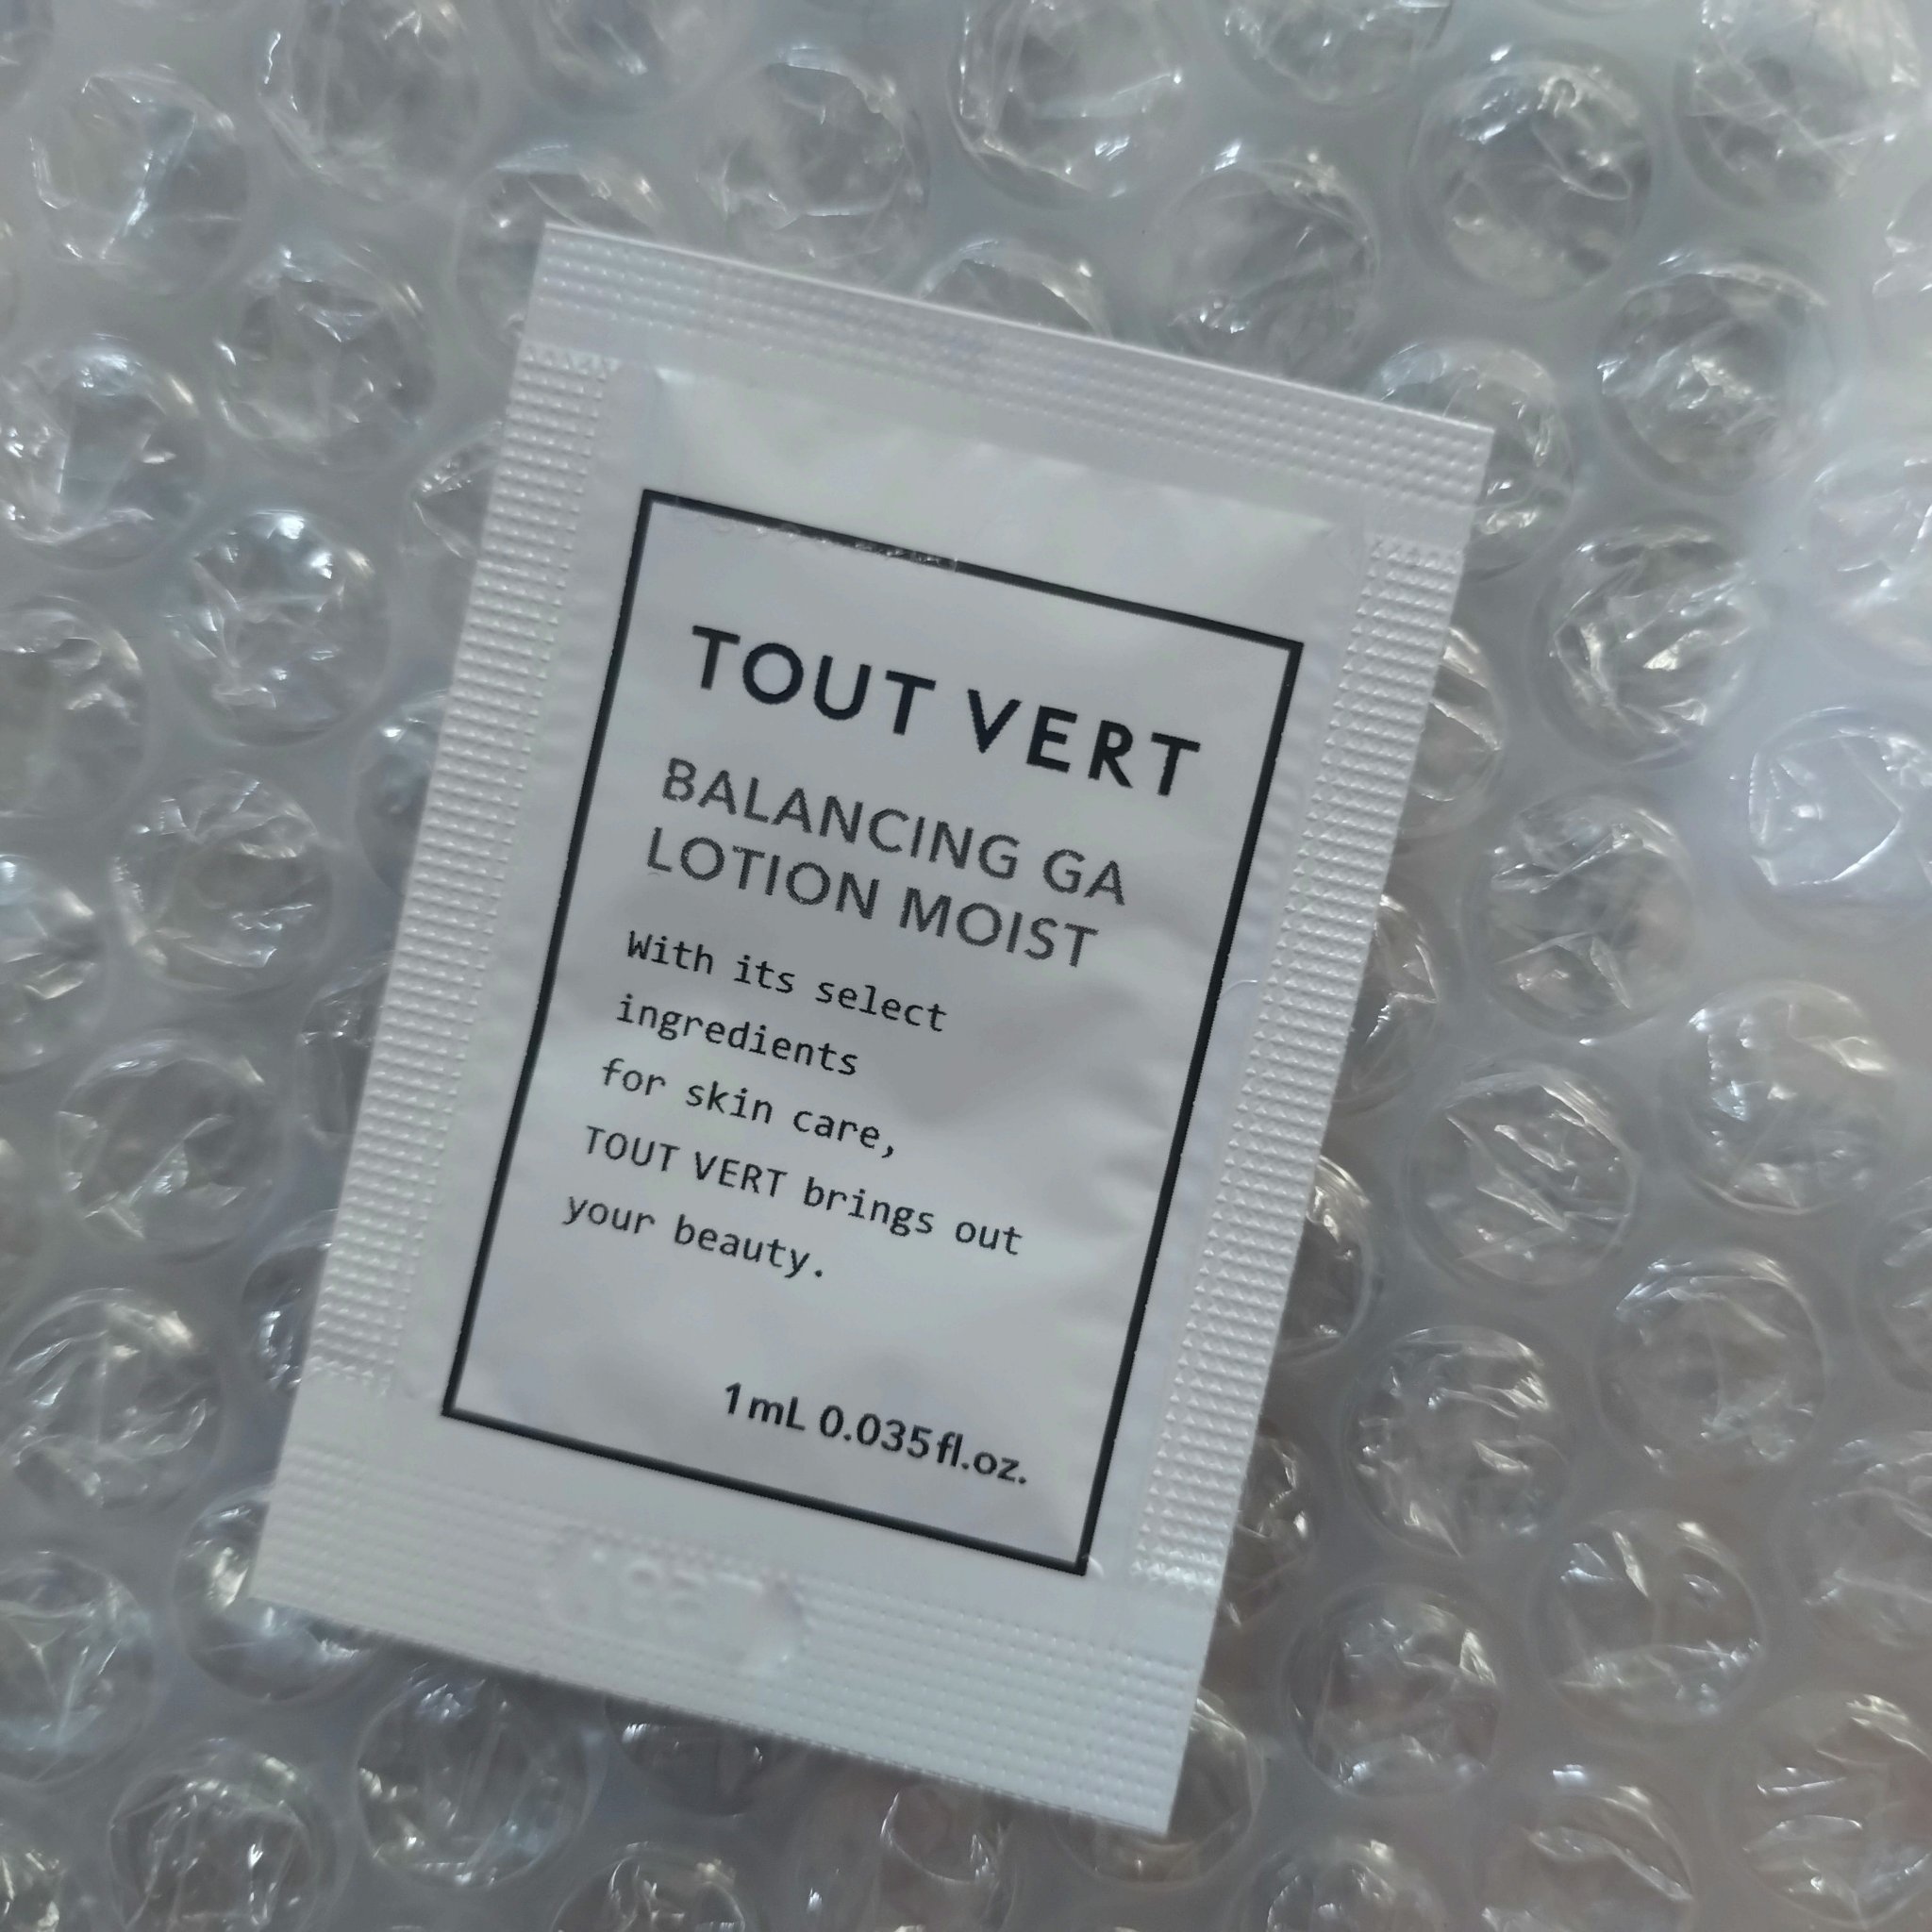 TOUT VERT
BALANCING GA
LOTION MOIST
With its select
ingredients
for skin care,
TOUT VERT brings out
your beauty.
1mL 0.035fl.oz.